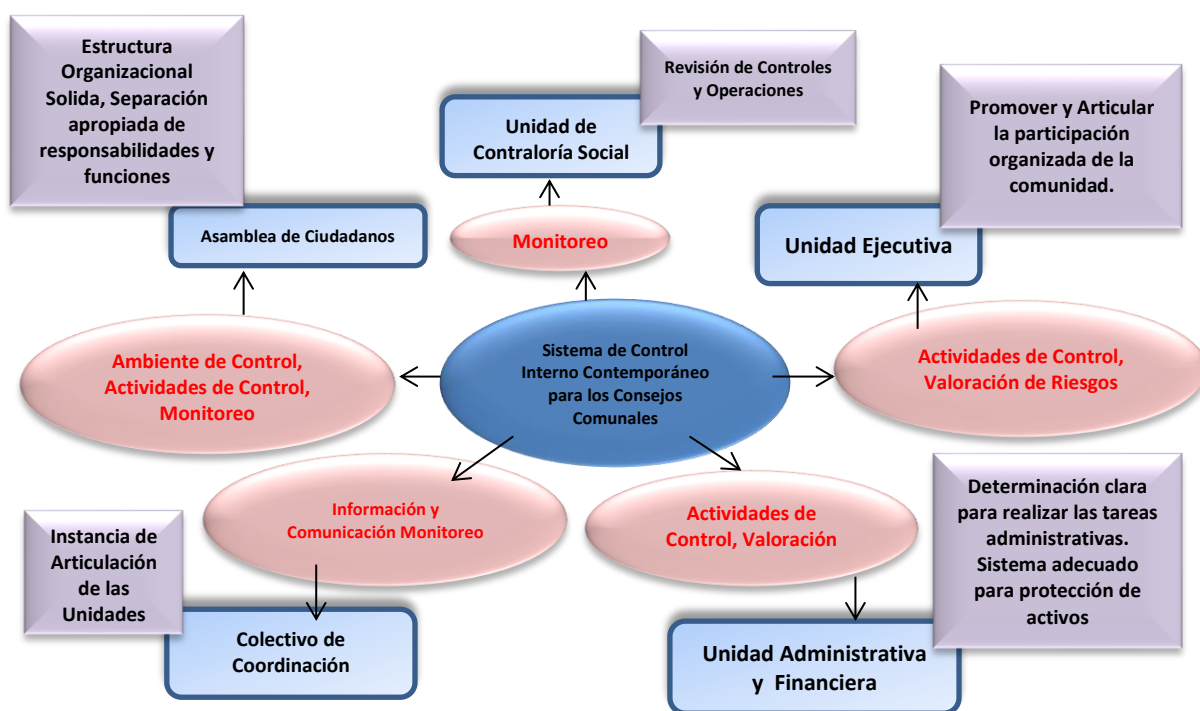 Estructura
Organizacional
Solida, Separación
apropiada de
responsabilidades y
funciones
Asamblea de Ciudadanos
Ambiente de Control,
Actividades de Control,
Monitoreo
Revisión de Controles
y Operaciones
Unidad de
Contraloría Social
Monitoreo
Promover y Articular
la participación
organizada de la
comunidad.
Unidad Ejecutiva
Actividades de Control,
Valoración de Riesgos
Sistema de Control
Interno Contemporáneo
para los Consejos
Comunales
Información y
Comunicación Monitoreo
Instancia de
Articulación
de las
Unidades
Colectivo de
Coordinación
Actividades de
Control, Valoración
Determinación clara
para realizar las tareas
administrativas.
Sistema adecuado
para protección de
activos
Unidad Administrativa
y Financiera